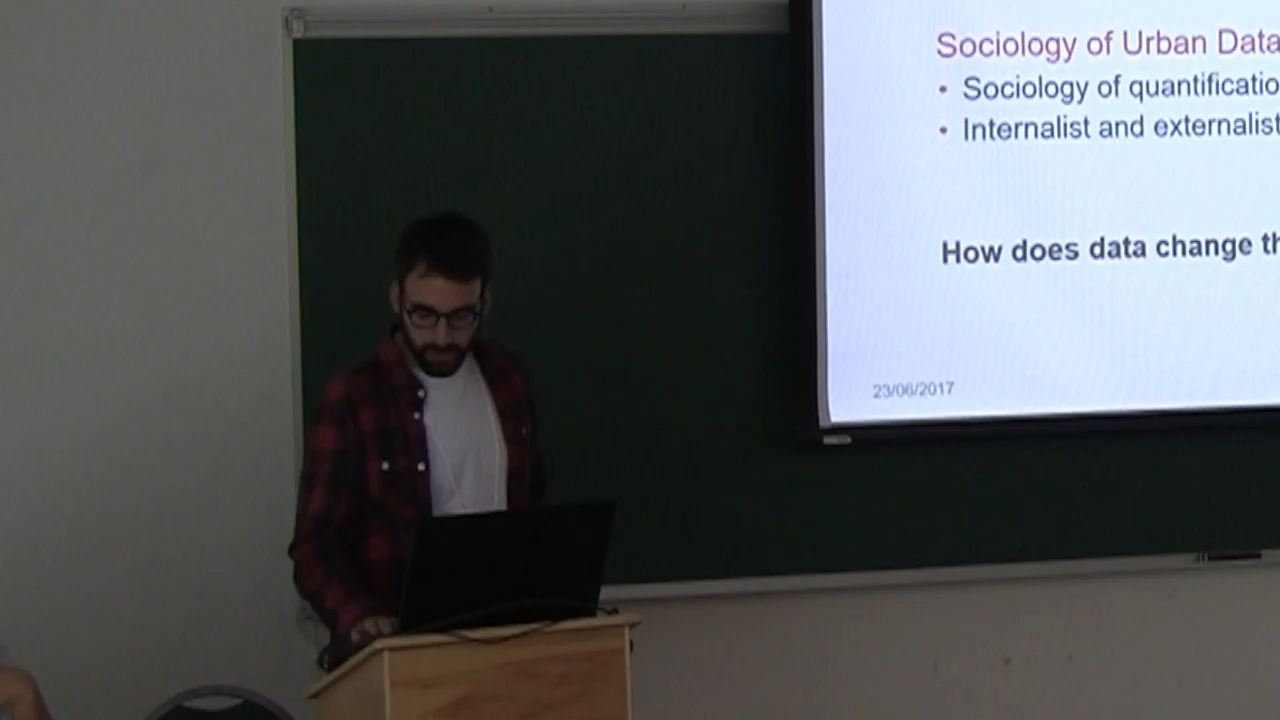 Sociology of Urban Data
• Sociology of quantificatio
• Internalist and externalist
How does data change th
23/06/2017